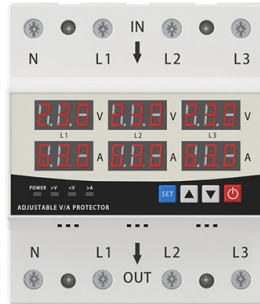 IN
N L1 L2 L3
V V V
L1 L2 L3
A A A
POWER >V <V >A
SET
ADJUSTABLE V/A PROTECTOR
N L1 L2 L3
OUT